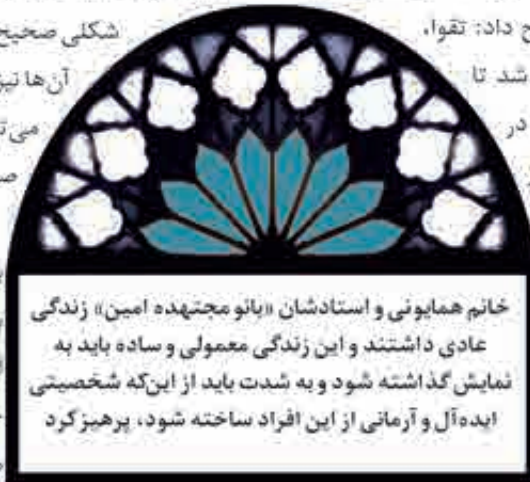 ح داد: تقوا،
شد تا
در
شکلی صحیح
آن‌ها نیز
می‌ت
ص
خانم همایونی و استادشان «بانو مجتهده امین» زندگی
عادی داشتند و این زندگی معمولی و ساده باید به
نمایش گذاشته شود و به شدت باید از این‌که شخصیتی
ایده‌آل و آرمانی از این افراد ساخته شود، پرهیز کرد